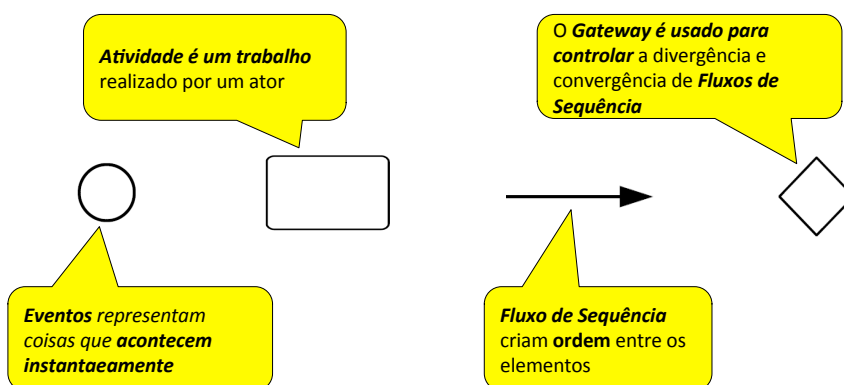 Atividade é um trabalho
realizado por um ator
O Gateway é usado para
controlar a divergência e
convergência de Fluxos de
Sequência
Eventos representam
coisas que acontecem
instantaeamente
Fluxo de Sequência
criam ordem entre os
elementos